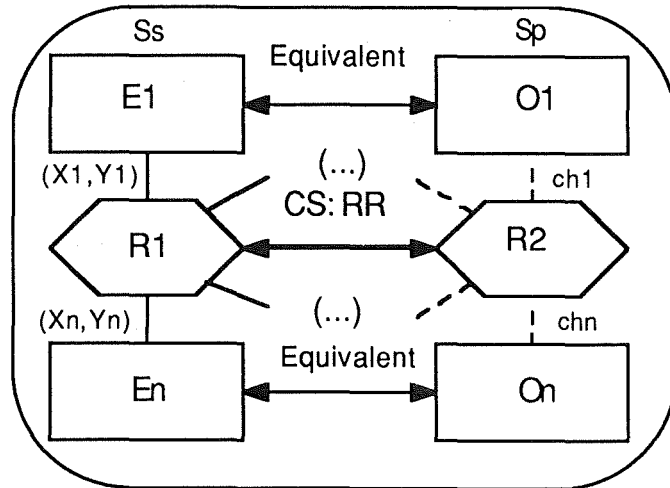 Ss
Sp
Equivalent
E1
O1
(X1,Y1)
(...)
ch1
CS: RR
R1
R2
(Xn,Yn)
(...)
chn
Equivalent
En
On